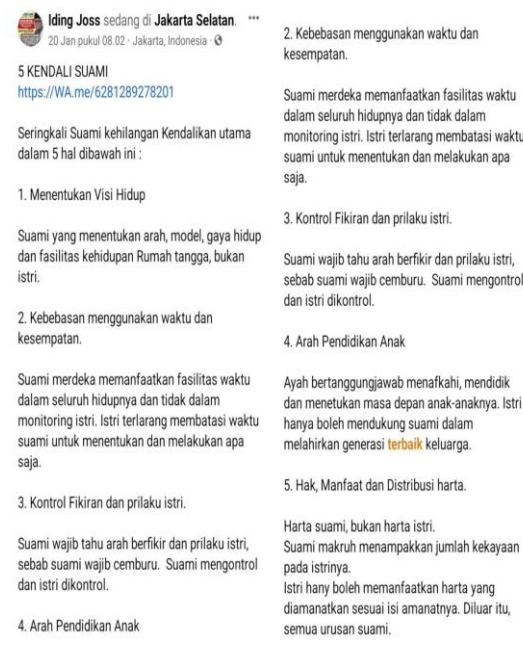 Iding Joss sedang di Jakarta Selatan.
20 Jan pukul 08.02 · Jakarta, Indonesia ·
5 KENDALI SUAMI
https://WA.me/6281289278201
Seringkali Suami kehilangan Kendalikan utama
dalam 5 hal dibawah ini :
1. Menentukan Visi Hidup
Suami yang menentukan arah, model, gaya hidup
dan fasilitas kehidupan Rumah tangga, bukan
istri.
2. Kebebasan menggunakan waktu dan
kesempatan.
Suami merdeka memanfaatkan fasilitas waktu
dalam seluruh hidupnya dan tidak dalam
monitoring istri. Istri terlarang membatasi waktu
suami untuk menentukan dan melakukan apa
saja.
3. Kontrol Fikiran dan prilaku istri.
Suami wajib tahu arah berfikir dan prilaku istri,
sebab suami wajib cemburu. Suami mengontrol
dan istri dikontrol.
4. Arah Pendidikan Anak
2. Kebebasan menggunakan waktu dan
kesempatan.
Suami merdeka memanfaatkan fasilitas waktu
dalam seluruh hidupnya dan tidak dalam
monitoring istri. Istri terlarang membatasi waktu
suami untuk menentukan dan melakukan apa
saja.
3. Kontrol Fikiran dan prilaku istri.
Suami wajib tahu arah berfikir dan prilaku istri,
sebab suami wajib cemburu. Suami mengontrol
dan istri dikontrol.
4. Arah Pendidikan Anak
Ayah bertanggungjawab menafkahi, mendidik
dan menetukan masa depan anak-anaknya. Istri
hanya boleh mendukung suami dalam
melahirkan generasi terbaik keluarga.
5. Hak, Manfaat dan Distribusi harta.
Harta suami, bukan harta istri.
Suami makruh menampakkan jumlah kekayaan
pada istrinya.
Istri hany boleh memanfaatkan harta yang
diamanatkan sesuai isi amanatnya. Diluar itu,
semua urusan suami.